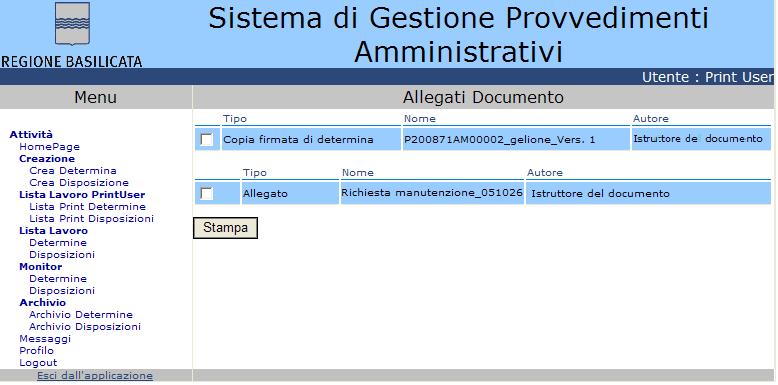 Sistema di Gestione Provvedimenti
Amministrativi
REGIONE BASILICATA
Utente : Print User
Menu
Allegati Documento
Attività
HomePage
Creazione
Crea Determina
Crea Disposizione
Lista Lavoro PrintUser
Lista Print Determine
Lista Print Disposizioni
Lista Lavoro
Determine
Disposizioni
Monitor
Determine
Disposizioni
Archivio
Archivio Determine
Archivio Disposizioni
Messaggi
Profilo
Logout
Esci dall'applicazione
Tipo Nome Autore
Copia firmata di determina P200871AM00002_gelione_Vers. 1 Istruttore del documento
Tipo Nome Autore
Allegato Richiesta manutenzione_051026 Istruttore del documento
Stampa